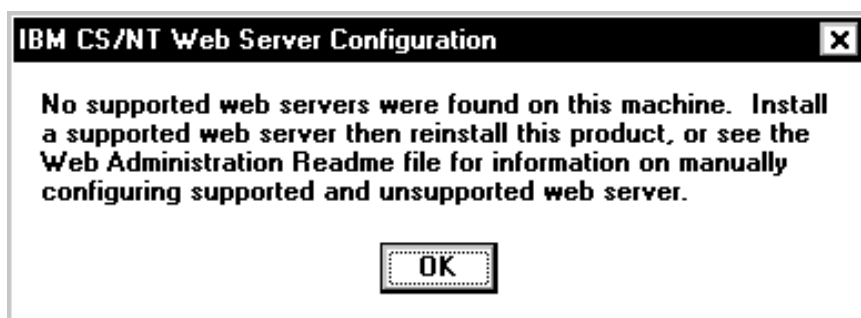 IBM CS/NT Web Server Configuration
No supported web servers were found on this machine.  Install
a supported web server then reinstall this product, or see the
Web Administration Readme file for information on manually
configuring supported and unsupported web server.
OK